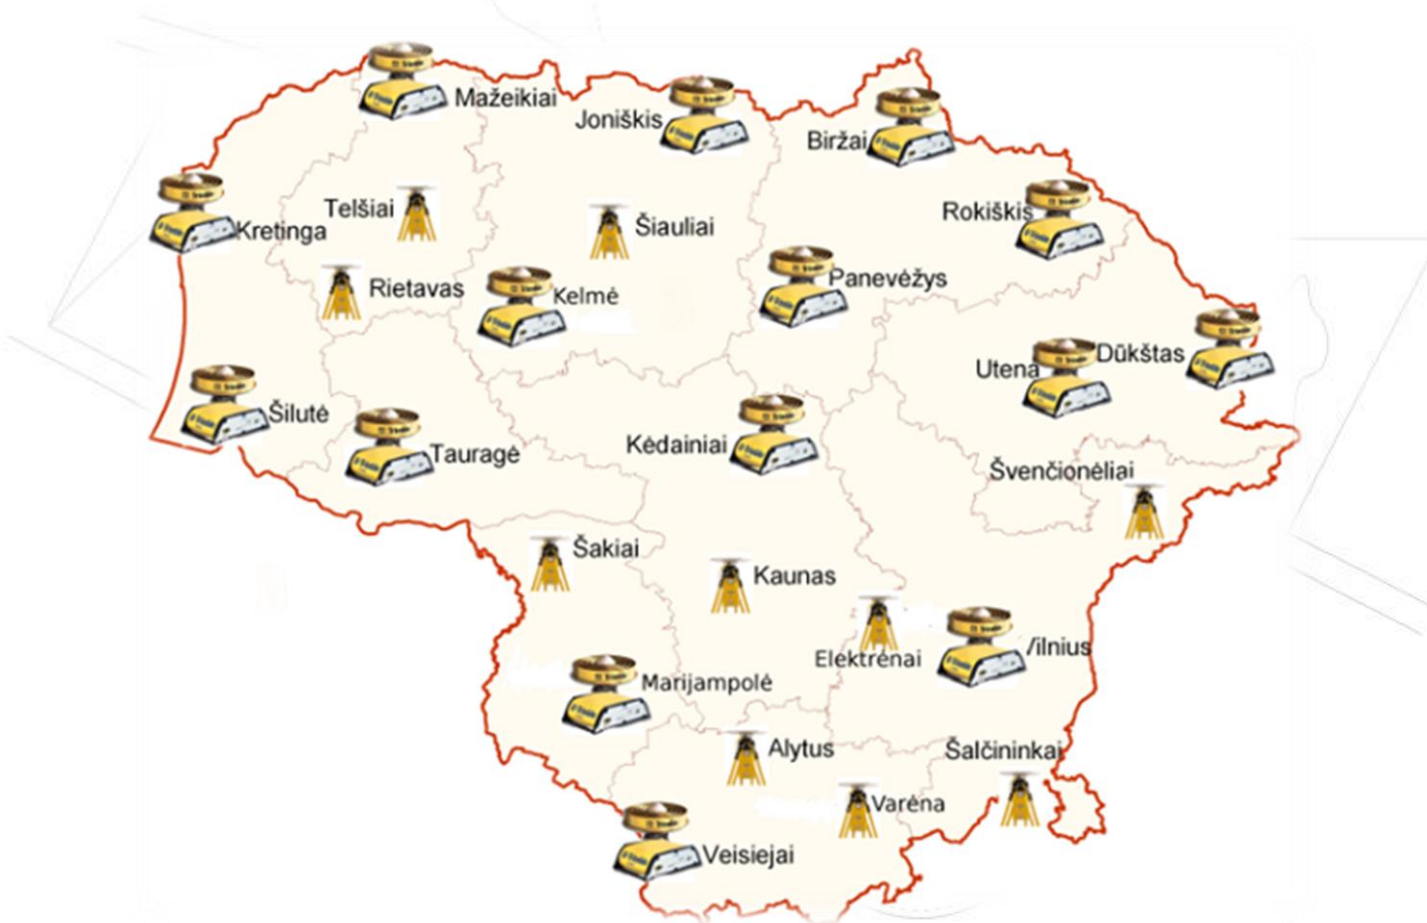 Mažeikiai
Joniškis
Biržai
Telšiai
Šiauliai
Rokiškis
Kretinga
Rietavas
Kelmė
Panevėžys
Utena
Dūkštas
Šilutė
Tauragė
Kėdainiai
Švenčionėliai
Šakiai
Kaunas
Elektrėnai
/ilnius
Marijampolė
Alytus
Šalčininkai
Varėna
Veisiejai